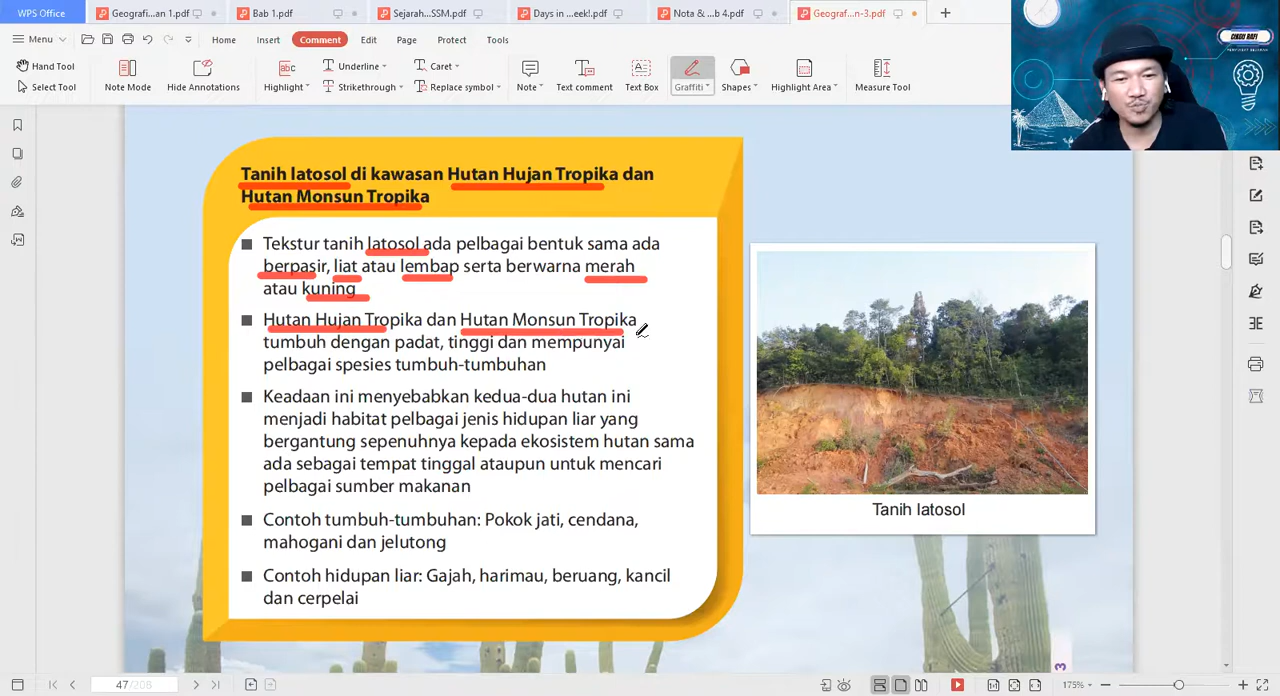 WPS Office
Geografi...an 1.pdf
Bab 1.pdf
Sejarah...SSM.pdf
Days in ...eek!.pdf
Nota & ...b 4.pdf
Geograf...n-3.pdf
CIKGU RAFI
Menu
Home
Insert
Comment
Edit
Page
Protect
Tools
Hand Tool
Select Tool
Note Mode
Hide Annotations
Highlight
Underline
Strikethrough
Caret
Replace symbol
Note
Text comment
Text Box
Graffiti
Shapes
Highlight Area
Measure Tool
Tanih latosol di kawasan Hutan Hujan Tropika dan
Hutan Monsun Tropika
Tekstur tanih latosol ada pelbagai bentuk sama ada
berpasir, liat atau lembap serta berwarna merah
atau kuning
Hutan Hujan Tropika dan Hutan Monsun Tropika
tumbuh dengan padat, tinggi dan mempunyai
pelbagai spesies tumbuh-tumbuhan
Keadaan ini menyebabkan kedua-dua hutan ini
menjadi habitat pelbagai jenis hidupan liar yang
bergantung sepenuhnya kepada ekosistem hutan sama
ada sebagai tempat tinggal ataupun untuk mencari
pelbagai sumber makanan
Contoh tumbuh-tumbuhan: Pokok jati, cendana,
mahogani dan jelutong
Contoh hidupan liar: Gajah, harimau, beruang, kancil
dan cerpelai
Tanih latosol
3
47/206
175%